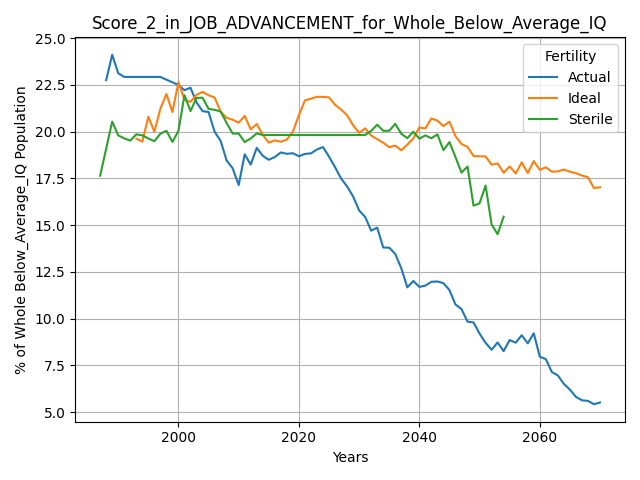 Score_2_in_JOB_ADVANCEMENT_for_Whole_Below_Average_IQ
% of Whole Below_Average_IQ Population
25.0
22.5
20.0
17.5
15.0
12.5
10.0
7.5
5.0
Fertility
Actual
Ideal
Sterile
2000
2020
2040
2060
Years